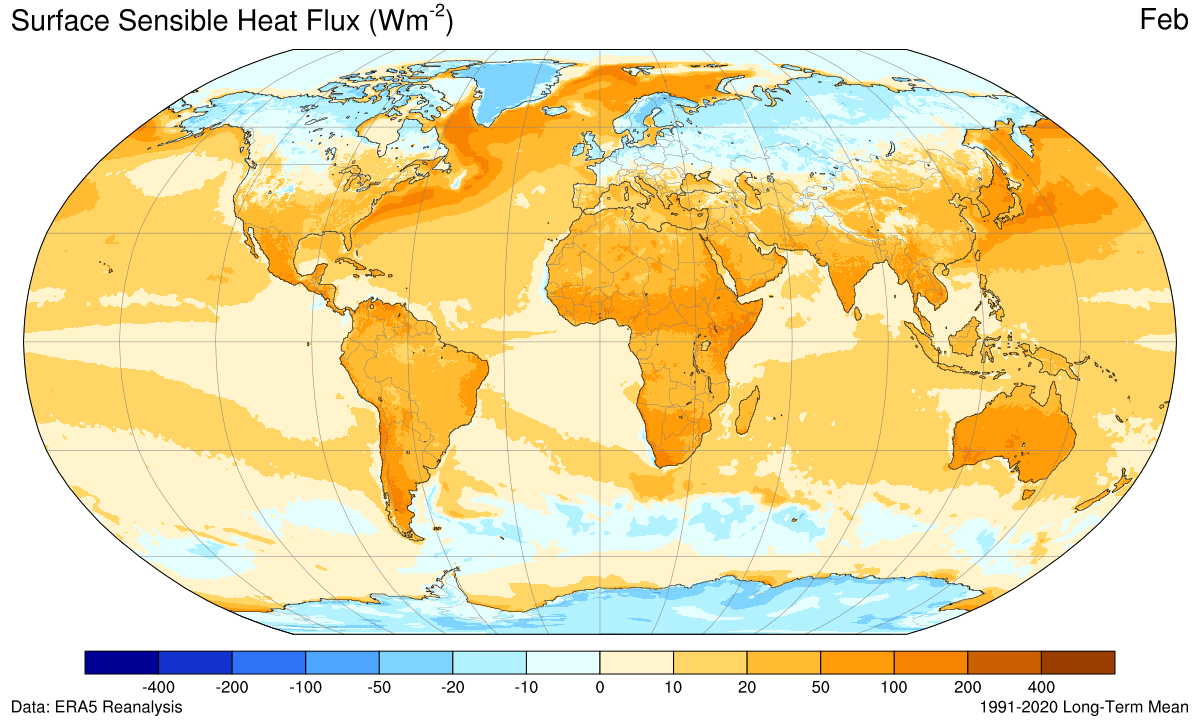 Surface Sensible Heat Flux (Wm-2)
Feb
-400 -200 -100 -50 -20 -10 0 10 20 50 100 200 400
Data: ERA5 Reanalysis
1991-2020 Long-Term Mean